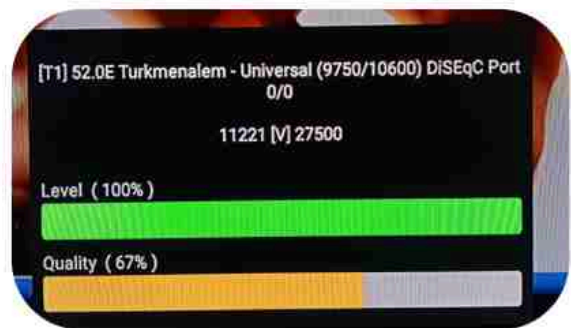 [T1] 52.0E Turkmenalem - Universal (9750/10600) DiSEqC Port
0/0
11221 [V] 27500
Level ( 100% )
Quality ( 67% )